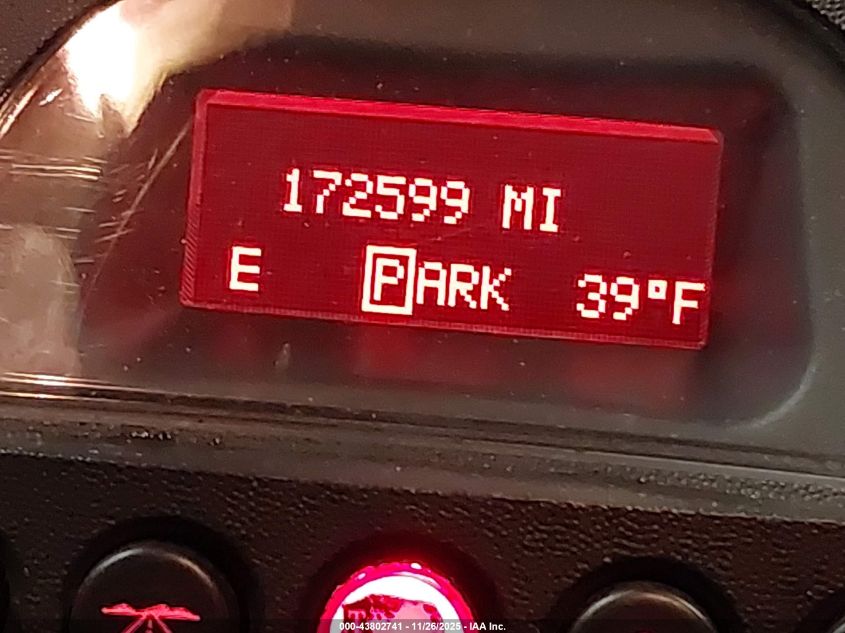 172599 MI
E PARK 39°F
000-43802741 - 11/26/2025 - IAA Inc.